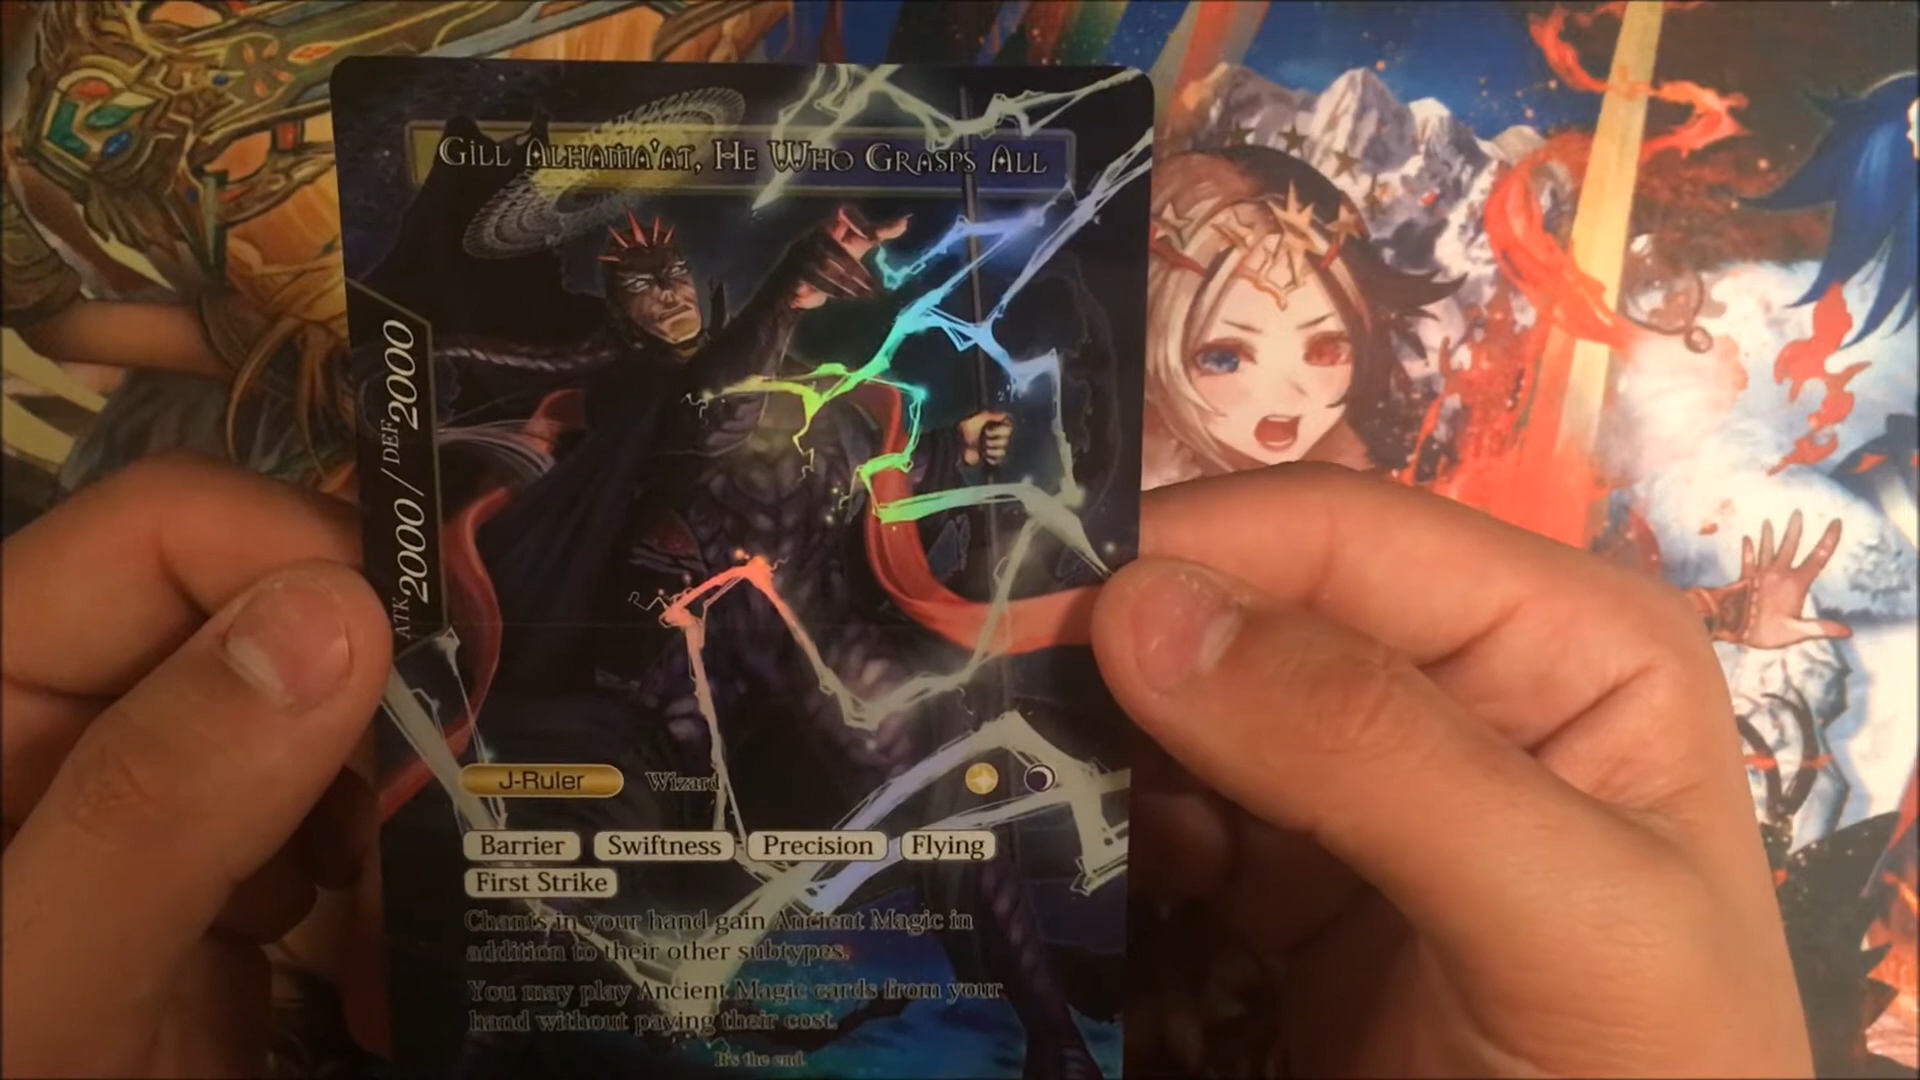 Gill Alhama'at, He Who Grasps All
ATK 2000 / DEF 2000
J-Ruler Wizard
Barrier Swiftness Precision Flying
First Strike
Chants in your hand gain Ancient Magic in
addition to their other subtypes.
You may play Ancient Magic cards from your
hand without paying their cost.
It's the end.